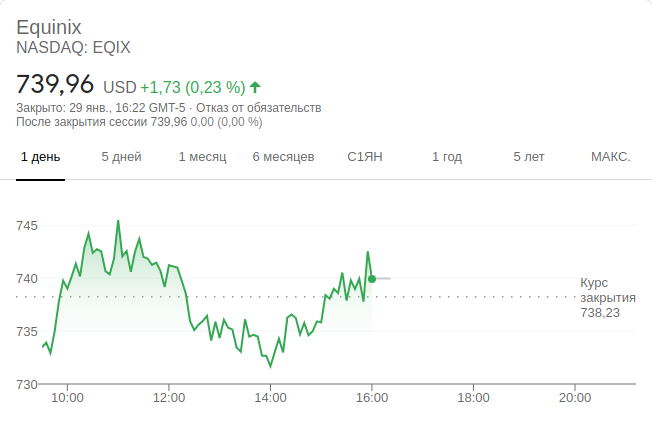 Equinix
NASDAQ: EQIX
739,96 USD +1,73 (0,23 %)
Закрыто: 29 янв., 16:22 GMT-5 · Отказ от обязательств
После закрытия сессии 739,96 0,00 (0,00 %)
1 день 5 дней 1 месяц 6 месяцев С1ЯН 1 год 5 лет МАКС.
745
740
Курс
закрытия
738,23
735
730
10:00 12:00 14:00 16:00 18:00 20:00